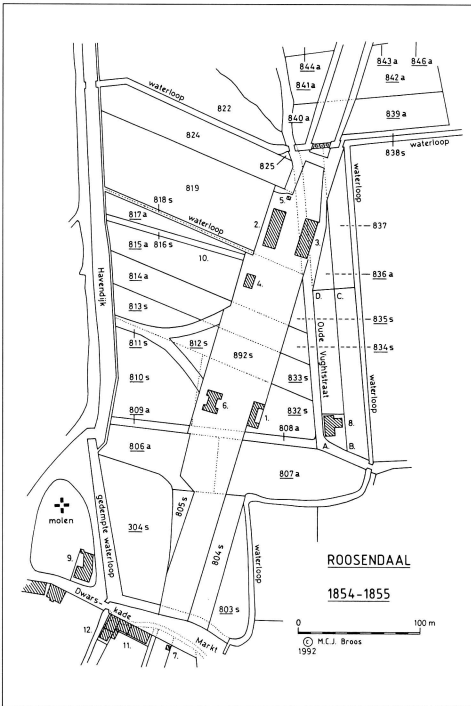 844a
843a
846a
841a
842a
waterloop
822
840a
839a
824
825
838s
waterloop
819
5.
818s
waterloop
2.
3.
837
817a
816s
815a
10.
836a
4.
814a
D.
C.
Havendijk
813s
835s
Oude Vughtstraat
811s
812s
892s
834s
waterloop
833s
810s
6.
1.
832s
809a
808a
8.
A.
B.
806a
807a
molen
gedempte waterloop
304s
805s
804s
waterloop
9.
803s
ROOSENDAAL
1854-1855
Dwars-
kade
Markt
12.
11.
7.
0
100 m
© M.C.J. Broos
1992